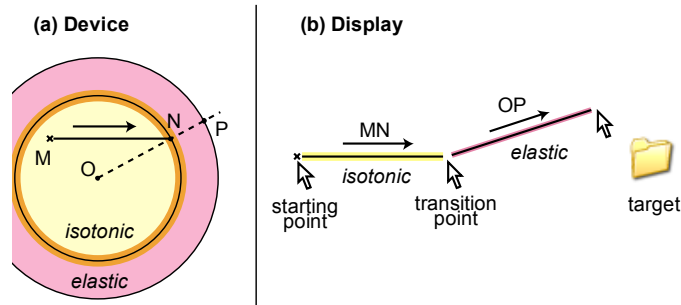 (a) Device
(b) Display
N
P
M
O
isotonic
elastic
MN
OP
isotonic
elastic
starting
point
transition
point
target